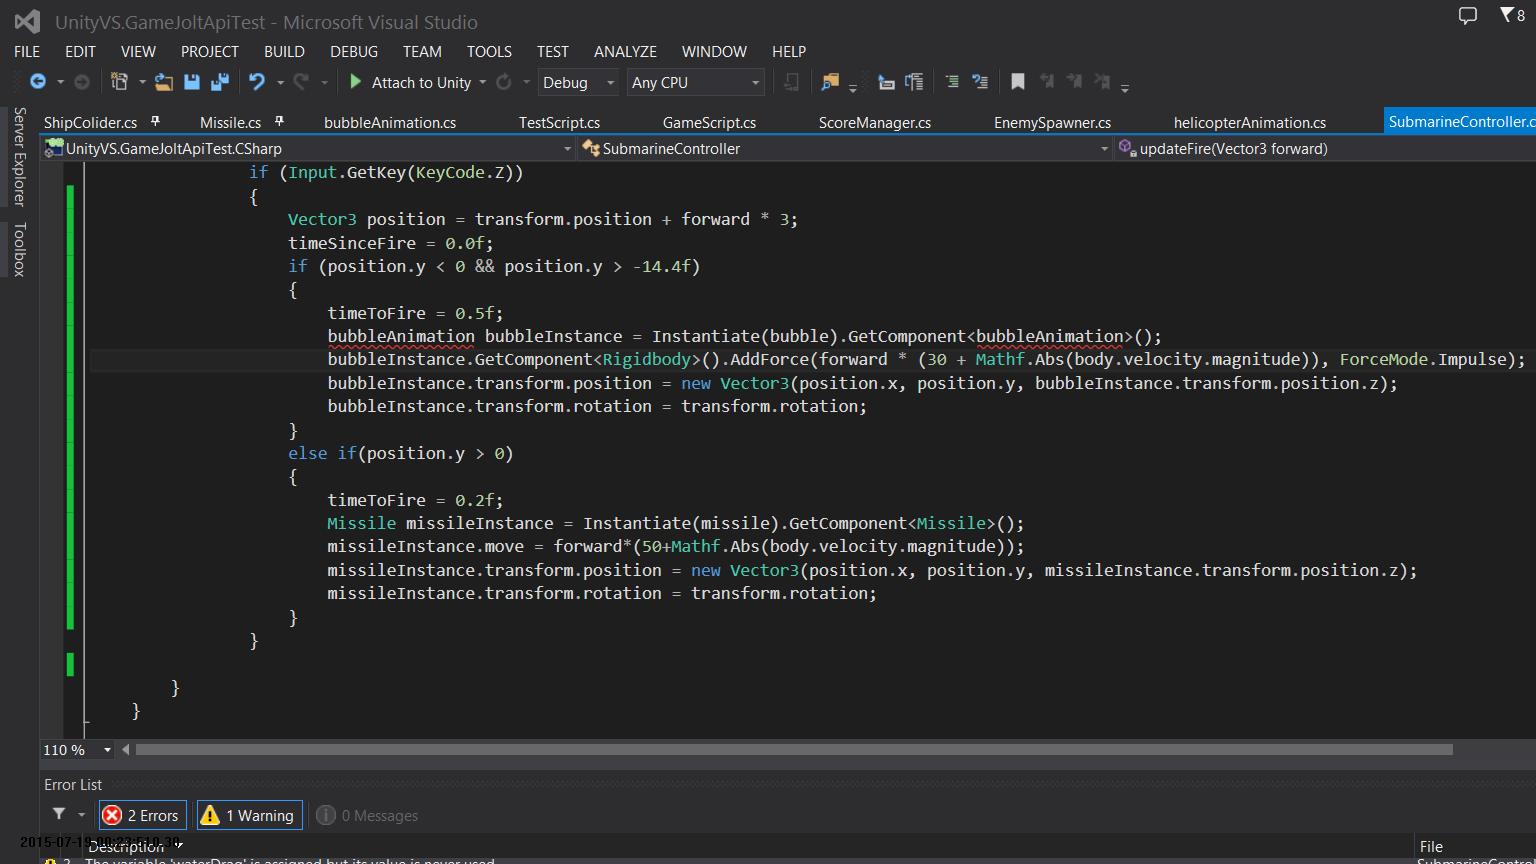 UnityVS.GameJoltApiTest - Microsoft Visual Studio
8
FILE EDIT VIEW PROJECT BUILD DEBUG TEAM TOOLS TEST ANALYZE WINDOW HELP
Attach to Unity Debug Any CPU
Server Explorer
Toolbox
ShipColider.cs Missile.cs bubbleAnimation.cs TestScript.cs GameScript.cs ScoreManager.cs EnemySpawner.cs helicopterAnimation.cs SubmarineController.c
UnityVS.GameJoltApiTest.CSharp SubmarineController updateFire(Vector3 forward)
if (Input.GetKey(KeyCode.Z))
{
Vector3 position = transform.position + forward * 3;
timeSinceFire = 0.0f;
if (position.y < 0 && position.y > -14.4f)
{
timeToFire = 0.5f;
bubbleAnimation bubbleInstance = Instantiate(bubble).GetComponent<bubbleAnimation>();
bubbleInstance.GetComponent<Rigidbody>().AddForce(forward * (30 + Mathf.Abs(body.velocity.magnitude)), ForceMode.Impulse);
bubbleInstance.transform.position = new Vector3(position.x, position.y, bubbleInstance.transform.position.z);
bubbleInstance.transform.rotation = transform.rotation;
}
else if(position.y > 0)
{
timeToFire = 0.2f;
Missile missileInstance = Instantiate(missile).GetComponent<Missile>();
missileInstance.move = forward*(50+Mathf.Abs(body.velocity.magnitude));
missileInstance.transform.position = new Vector3(position.x, position.y, missileInstance.transform.position.z);
missileInstance.transform.rotation = transform.rotation;
}
}
}
}
110 %
Error List
2 Errors 1 Warning 0 Messages
Description File
The variable 'waterDrag' is assigned but its value is never used